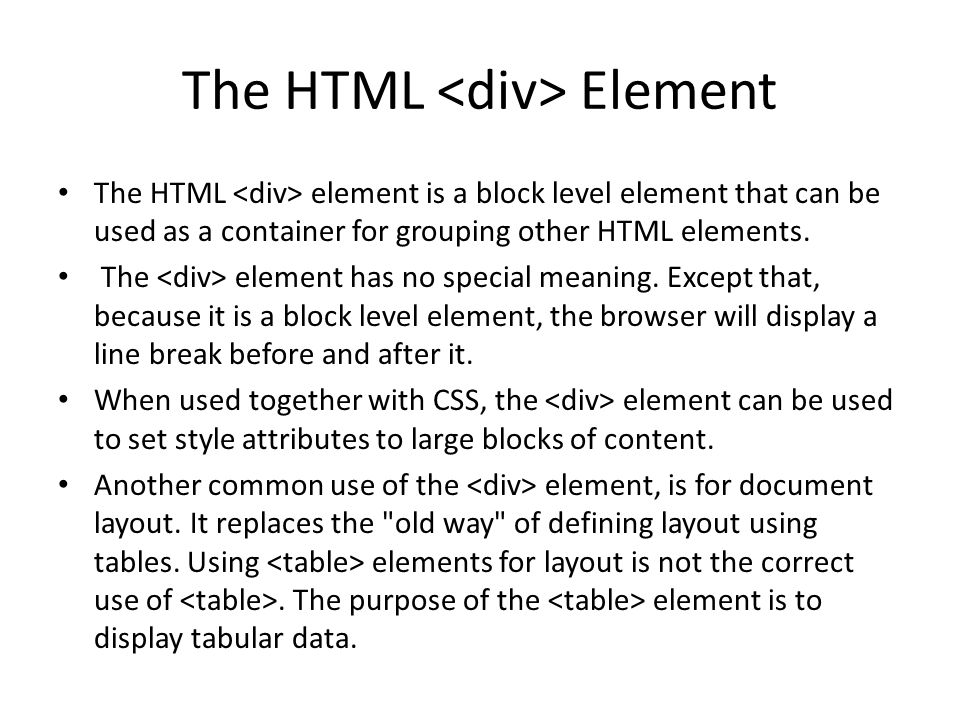 The HTML <div> Element
• The HTML <div> element is a block level element that can be
used as a container for grouping other HTML elements.
• The <div> element has no special meaning. Except that,
because it is a block level element, the browser will display a
line break before and after it.
• When used together with CSS, the <div> element can be used
to set style attributes to large blocks of content.
• Another common use of the <div> element, is for document
layout. It replaces the "old way" of defining layout using
tables. Using <table> elements for layout is not the correct
use of <table>. The purpose of the <table> element is to
display tabular data.